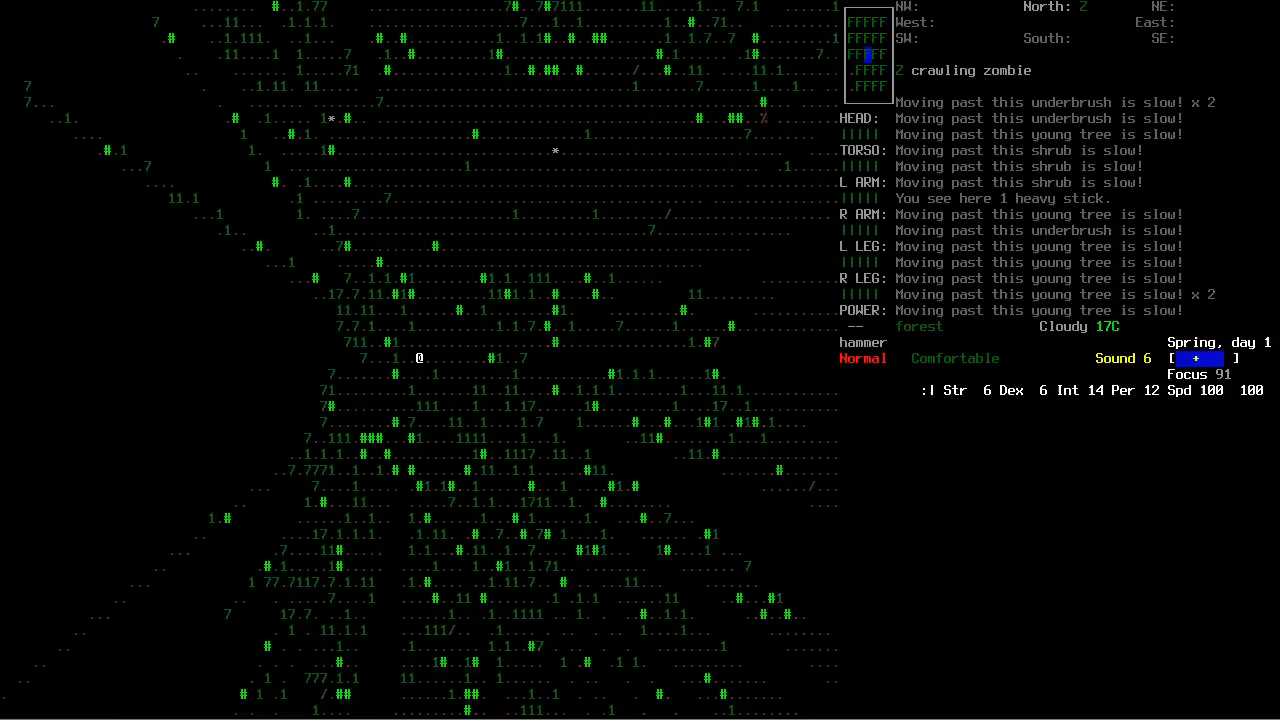 NW: North: Z NE:
West: East:
SW: South: SE:
FFFFF
FFFFF
FFFFF
.FFFF
.FFFF
Z crawling zombie
Moving past this underbrush is slow! x 2
HEAD: Moving past this underbrush is slow!
||||| Moving past this young tree is slow!
TORSO: Moving past this shrub is slow!
||||| Moving past this shrub is slow!
L ARM: Moving past this shrub is slow!
||||| You see here 1 heavy stick.
R ARM: Moving past this young tree is slow!
||||| Moving past this underbrush is slow!
L LEG: Moving past this young tree is slow!
||||| Moving past this young tree is slow!
R LEG: Moving past this young tree is slow!
||||| Moving past this young tree is slow! x 2
POWER: Moving past this young tree is slow!
-- forest Cloudy 17C
hammer Spring, day 1
Normal Comfortable Sound 6 [ + ]
Focus 91
:| Str 6 Dex 6 Int 14 Per 12 Spd 100 100